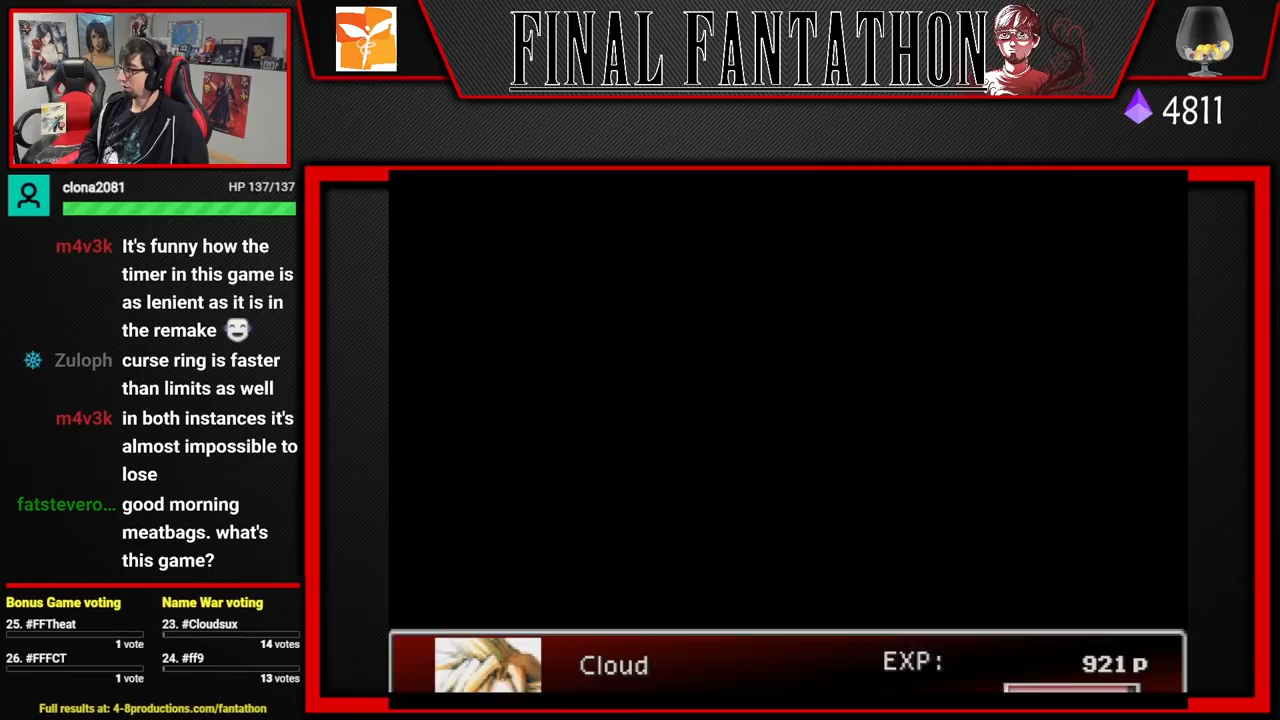 FINAL FANTATHON
4811
clona2081 HP 137/137
m4v3k It's funny how the
timer in this game is
as lenient as it is in
the remake
Zuloph curse ring is faster
than limits as well
m4v3k in both instances it's
almost impossible to
lose
fatstevero... good morning
meatbags. what's
this game?
Bonus Game voting Name War voting
25. #FFTheat 23. #Cloudsux
1 vote 14 votes
26. #FFFCT 24. #ff9
1 vote 13 votes
Full results at: 4-8productions.com/fantathon
Cloud EXP: 921 p